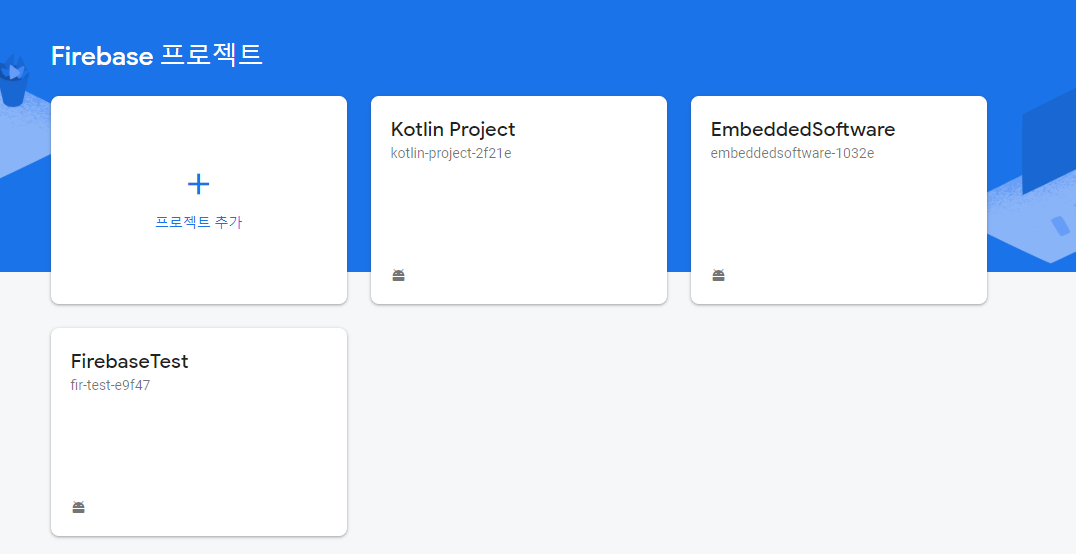 Firebase 프로젝트
프로젝트 추가
Kotlin Project
kotlin-project-2f21e
EmbeddedSoftware
embeddedsoftware-1032e
FirebaseTest
fir-test-e9f47